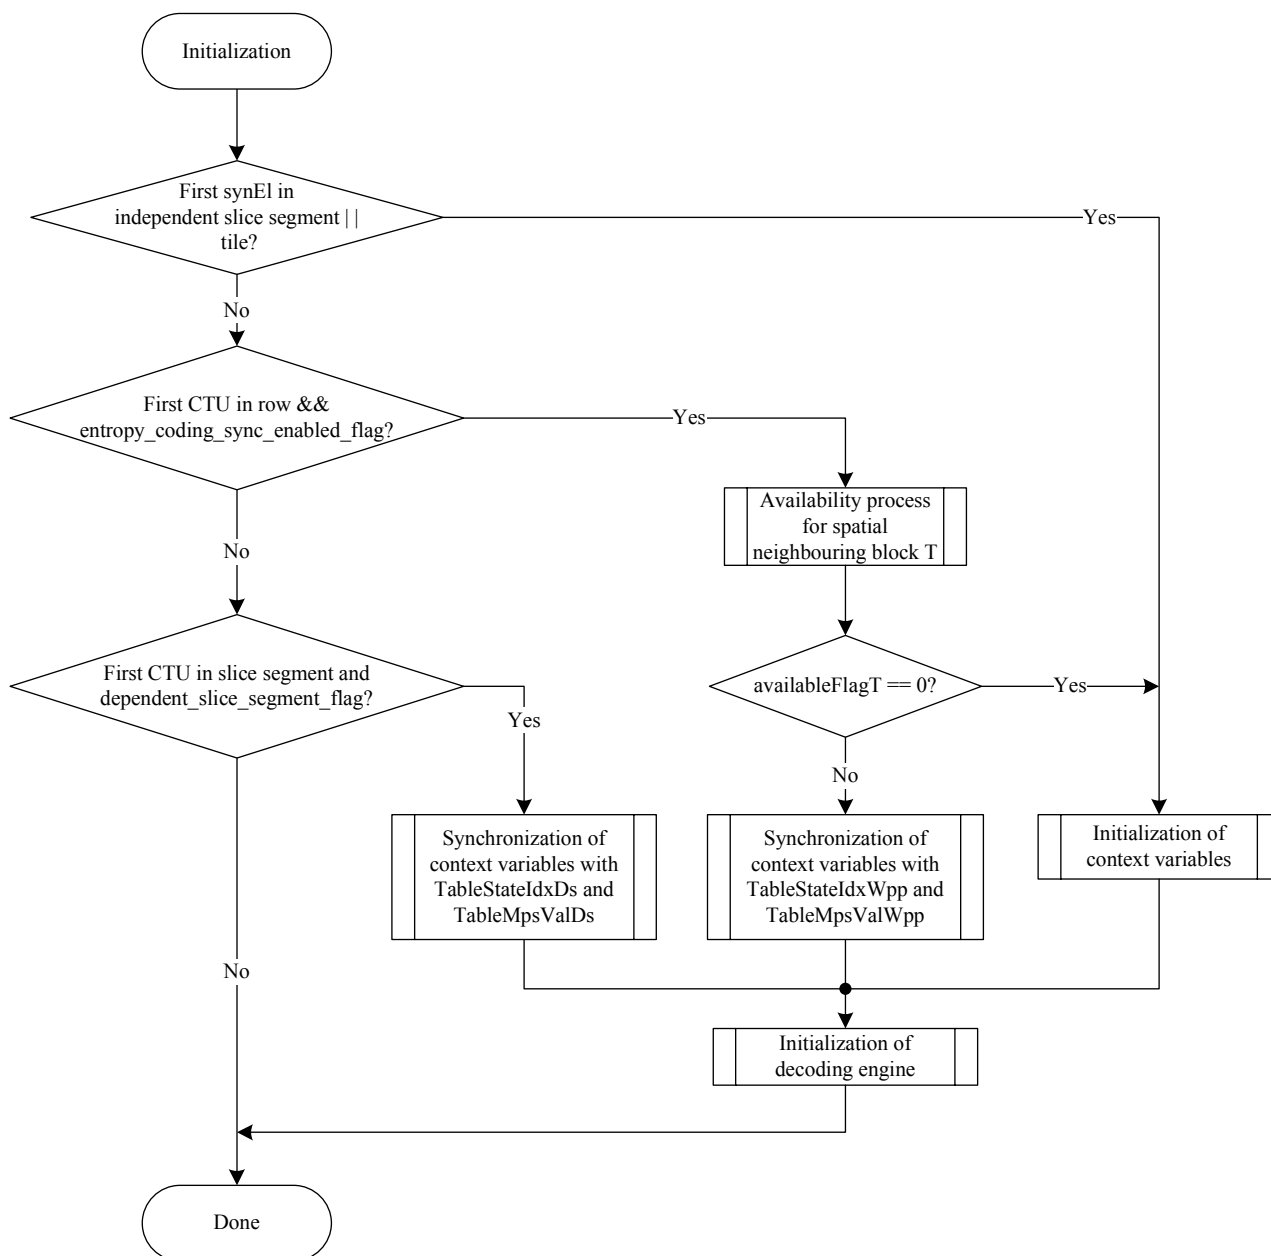 Initialization
First synEl in
independent slice segment | |
tile?
Yes
No
First CTU in row &&
entropy_coding_sync_enabled_flag?
Yes
Availability process
for spatial
neighbouring block T
No
First CTU in slice segment and
dependent_slice_segment_flag?
availableFlagT == 0?
Yes
Yes
No
Synchronization of
context variables with
TableStateIdxDs and
TableMpsValDs
Synchronization of
context variables with
TableStateIdxWpp and
TableMpsValWpp
Initialization of
context variables
No
Initialization of
decoding engine
Done